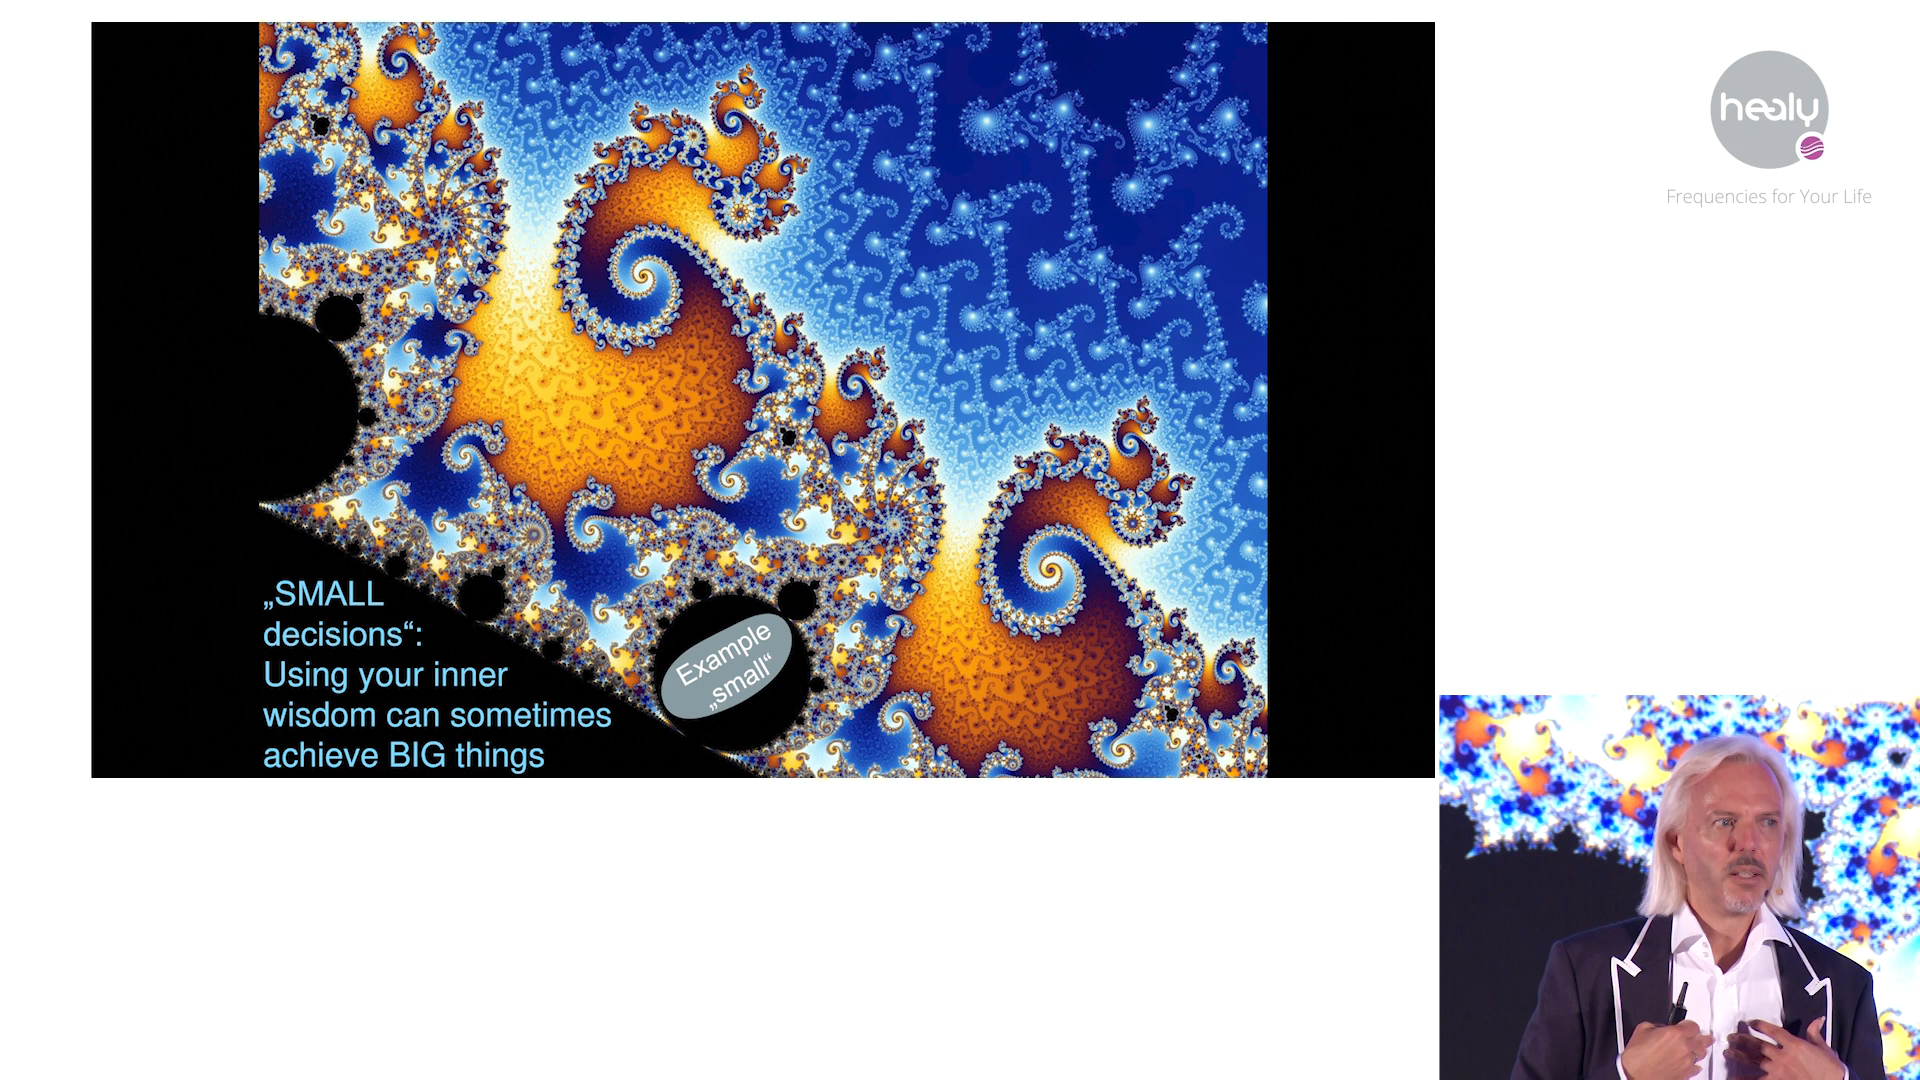 healy
Frequencies for Your Life
„SMALL
decisions“:
Using your inner
wisdom can sometimes
achieve BIG things
Example
„small“